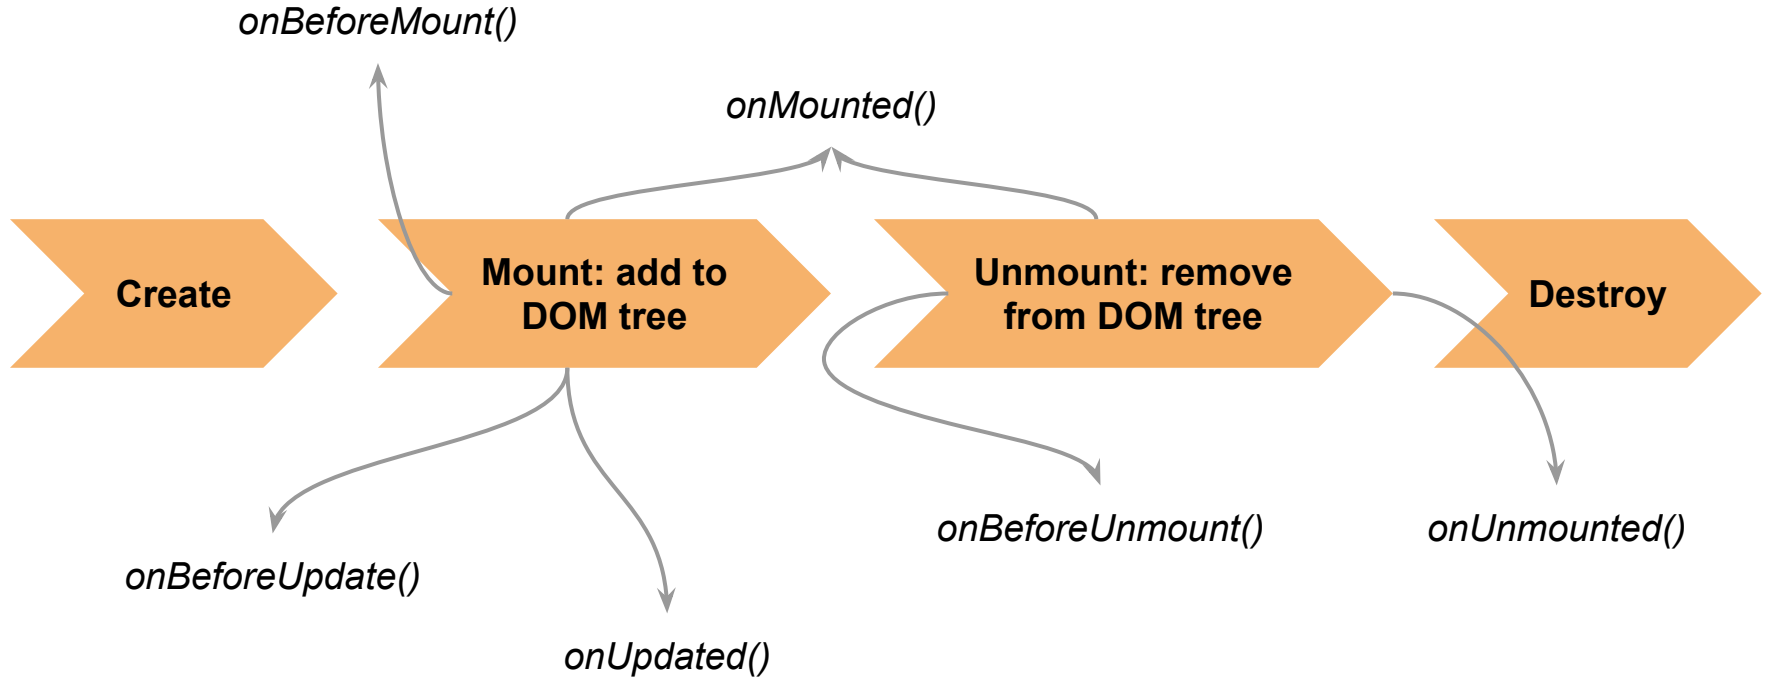 onBeforeMount()
onMounted()
Create
Mount: add to
DOM tree
Unmount: remove
from DOM tree
Destroy
onBeforeUnmount()
onUnmounted()
onBeforeUpdate()
onUpdated()